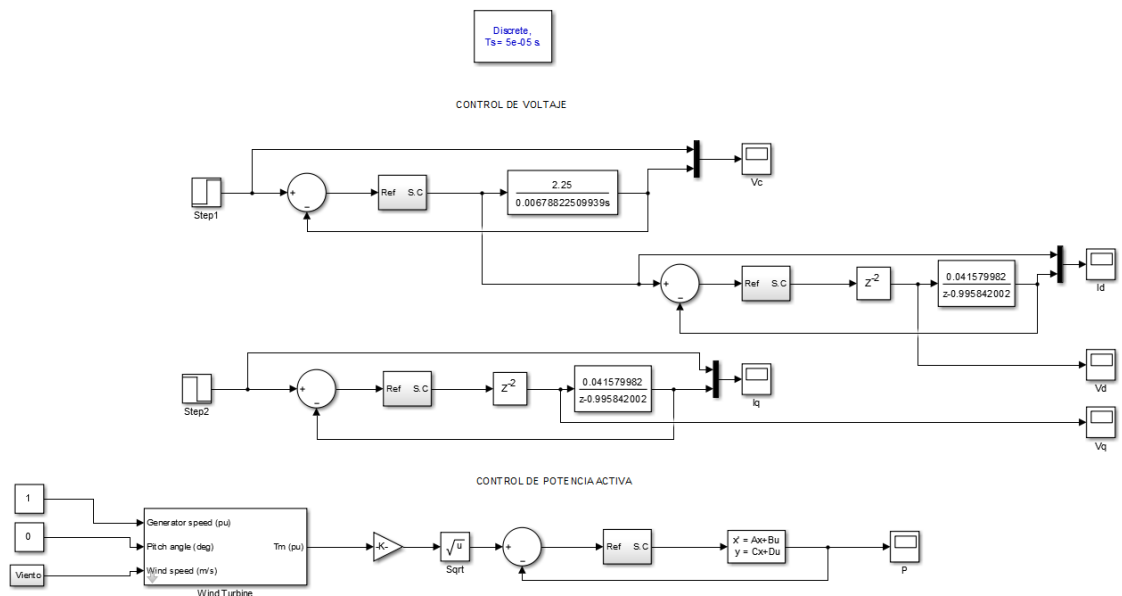 Discrete,
Ts = 5e-05 s.
CONTROL DE VOLTAJE
Step1
+
−
Ref S.C
2.25
0.00678822509939s
Vc
+
−
Ref S.C
Z-2
0.041579982
z-0.995842002
Id
Vd
Step2
+
−
Ref S.C
Z-2
0.041579982
z-0.995842002
Iq
Vq
CONTROL DE POTENCIA ACTIVA
1
0
Viento
Generator speed (pu)
Pitch angle (deg)
Wind speed (m/s)
Tm (pu)
Wind Turbine
-K-
√u
Sqrt
+
−
Ref S.C
x' = Ax+Bu
y = Cx+Du
P